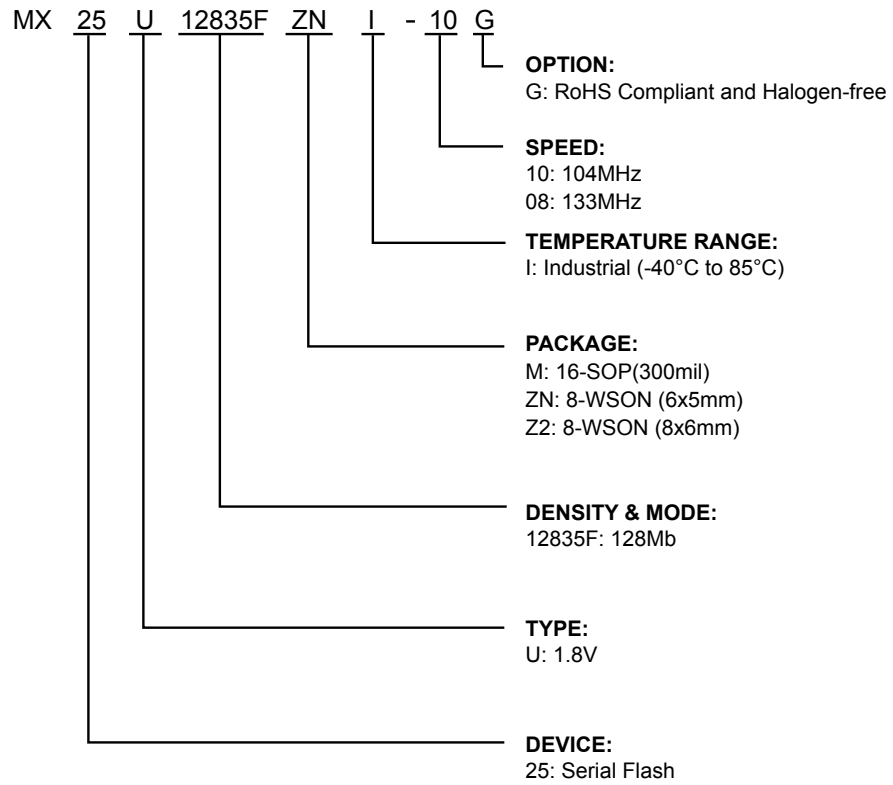 MX 25 U 12835F ZN I - 10 G
OPTION:
G: RoHS Compliant and Halogen-free
SPEED:
10: 104MHz
08: 133MHz
TEMPERATURE RANGE:
I: Industrial (-40°C to 85°C)
PACKAGE:
M: 16-SOP(300mil)
ZN: 8-WSON (6x5mm)
Z2: 8-WSON (8x6mm)
DENSITY & MODE:
12835F: 128Mb
TYPE:
U: 1.8V
DEVICE:
25: Serial Flash